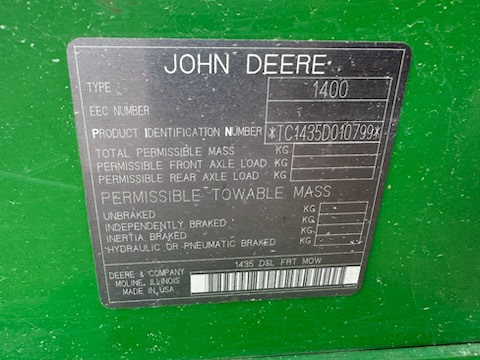 JOHN DEERE
TYPE 1400
EEC NUMBER
PRODUCT IDENTIFICATION NUMBER *TC1435D010799*
TOTAL PERMISSIBLE MASS KG
PERMISSIBLE FRONT AXLE LOAD KG
PERMISSIBLE REAR AXLE LOAD KG
PERMISSIBLE TOWABLE MASS
UNBRAKED KG
INDEPENDENTLY BRAKED KG
INERTIA BRAKED KG
HYDRAULIC OR PNEUMATIC BRAKED KG
1435 DSL FRT MOW
DEERE & COMPANY
MOLINE, ILLINOIS
MADE IN USA